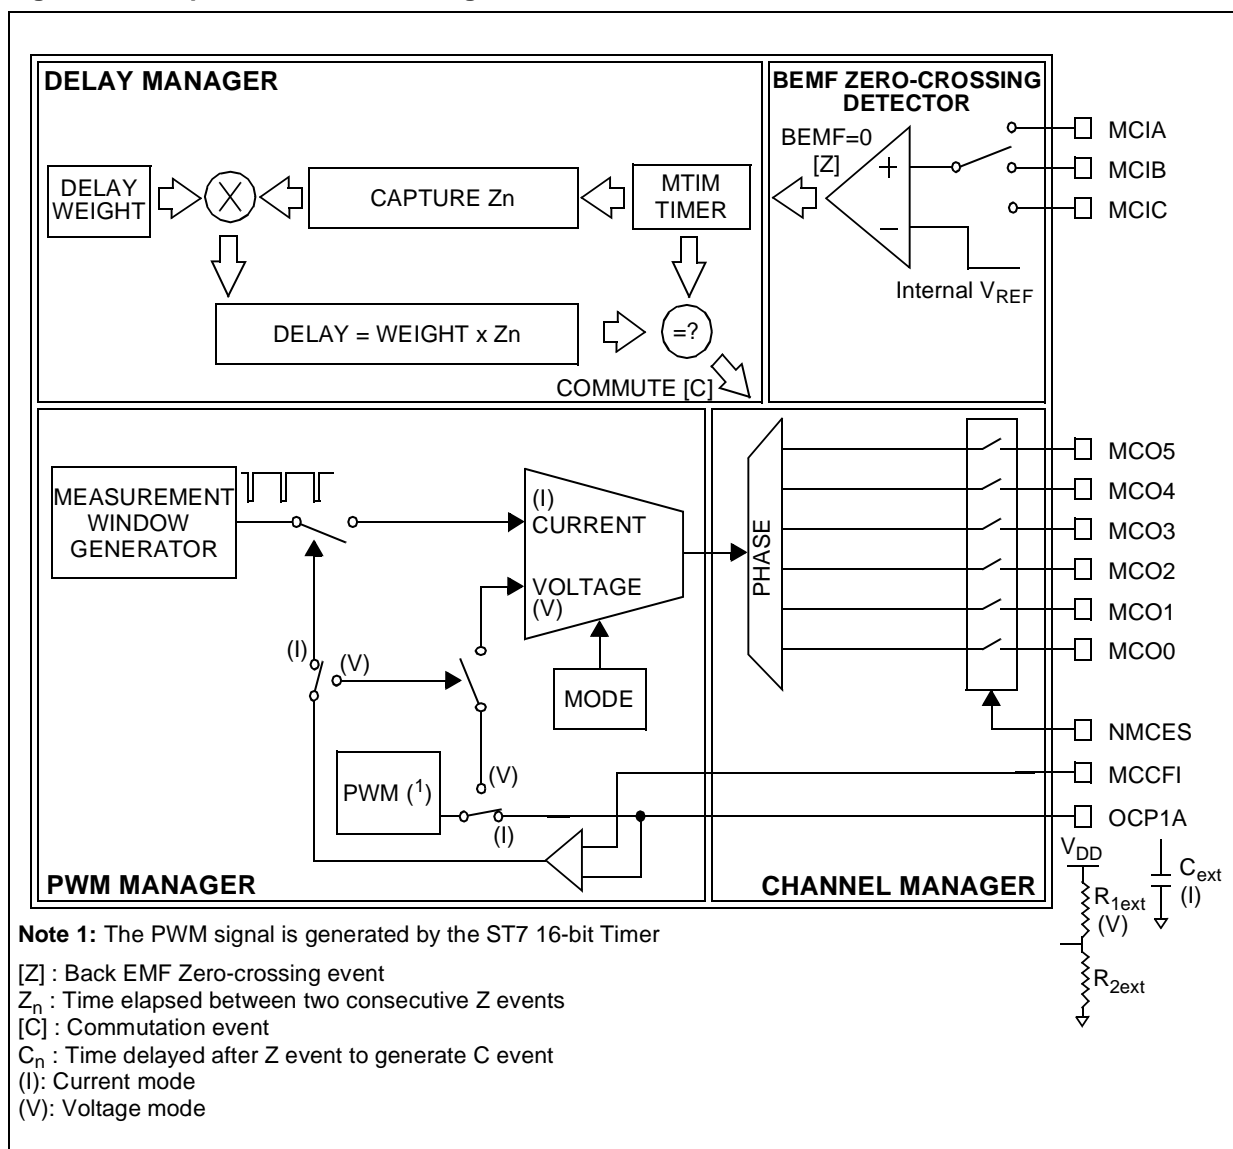 DELAY MANAGER
BEMF ZERO-CROSSING
DETECTOR
BEMF=0
[Z]
+
−
Internal VREF
MCIA
MCIB
MCIC
DELAY
WEIGHT
X
CAPTURE Zn
MTIM
TIMER
DELAY = WEIGHT x Zn
=?
COMMUTE [C]
MEASUREMENT
WINDOW
GENERATOR
(I)
CURRENT
VOLTAGE
(V)
MODE
(I)
(V)
PWM (1)
(V)
(I)
PWM MANAGER
PHASE
CHANNEL MANAGER
MCO5
MCO4
MCO3
MCO2
MCO1
MCO0
NMCES
MCCFI
OCP1A
VDD
R1ext
(V)
R2ext
Cext
(I)
Note 1: The PWM signal is generated by the ST7 16-bit Timer
[Z] : Back EMF Zero-crossing event
Zn : Time elapsed between two consecutive Z events
[C] : Commutation event
Cn : Time delayed after Z event to generate C event
(I): Current mode
(V): Voltage mode